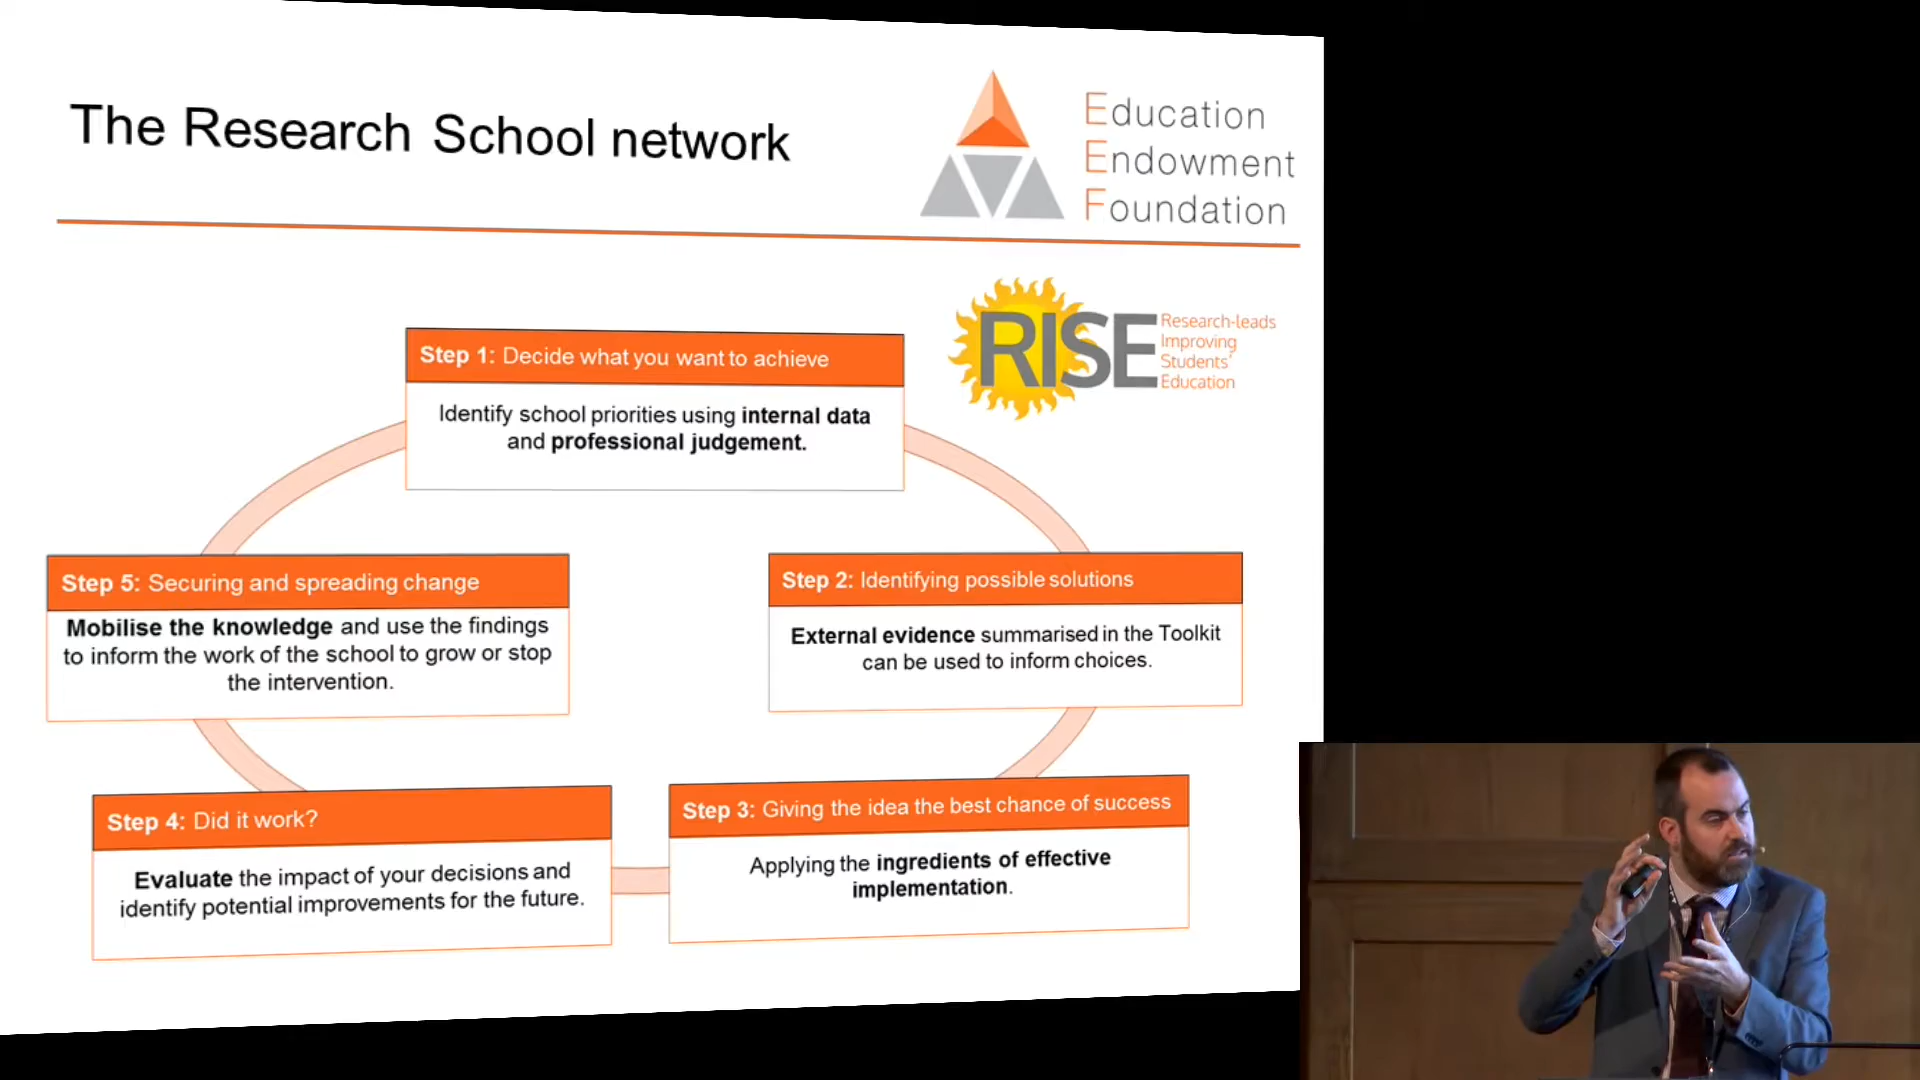 The Research School network
Education
Endowment
Foundation
RISE
Research-leads
Improving
Students'
Education
Step 1: Decide what you want to achieve
Identify school priorities using internal data
and professional judgement.
Step 2: Identifying possible solutions
External evidence summarised in the Toolkit
can be used to inform choices.
Step 3: Giving the idea the best chance of success
Applying the ingredients of effective
implementation.
Step 4: Did it work?
Evaluate the impact of your decisions and
identify potential improvements for the future.
Step 5: Securing and spreading change
Mobilise the knowledge and use the findings
to inform the work of the school to grow or stop
the intervention.